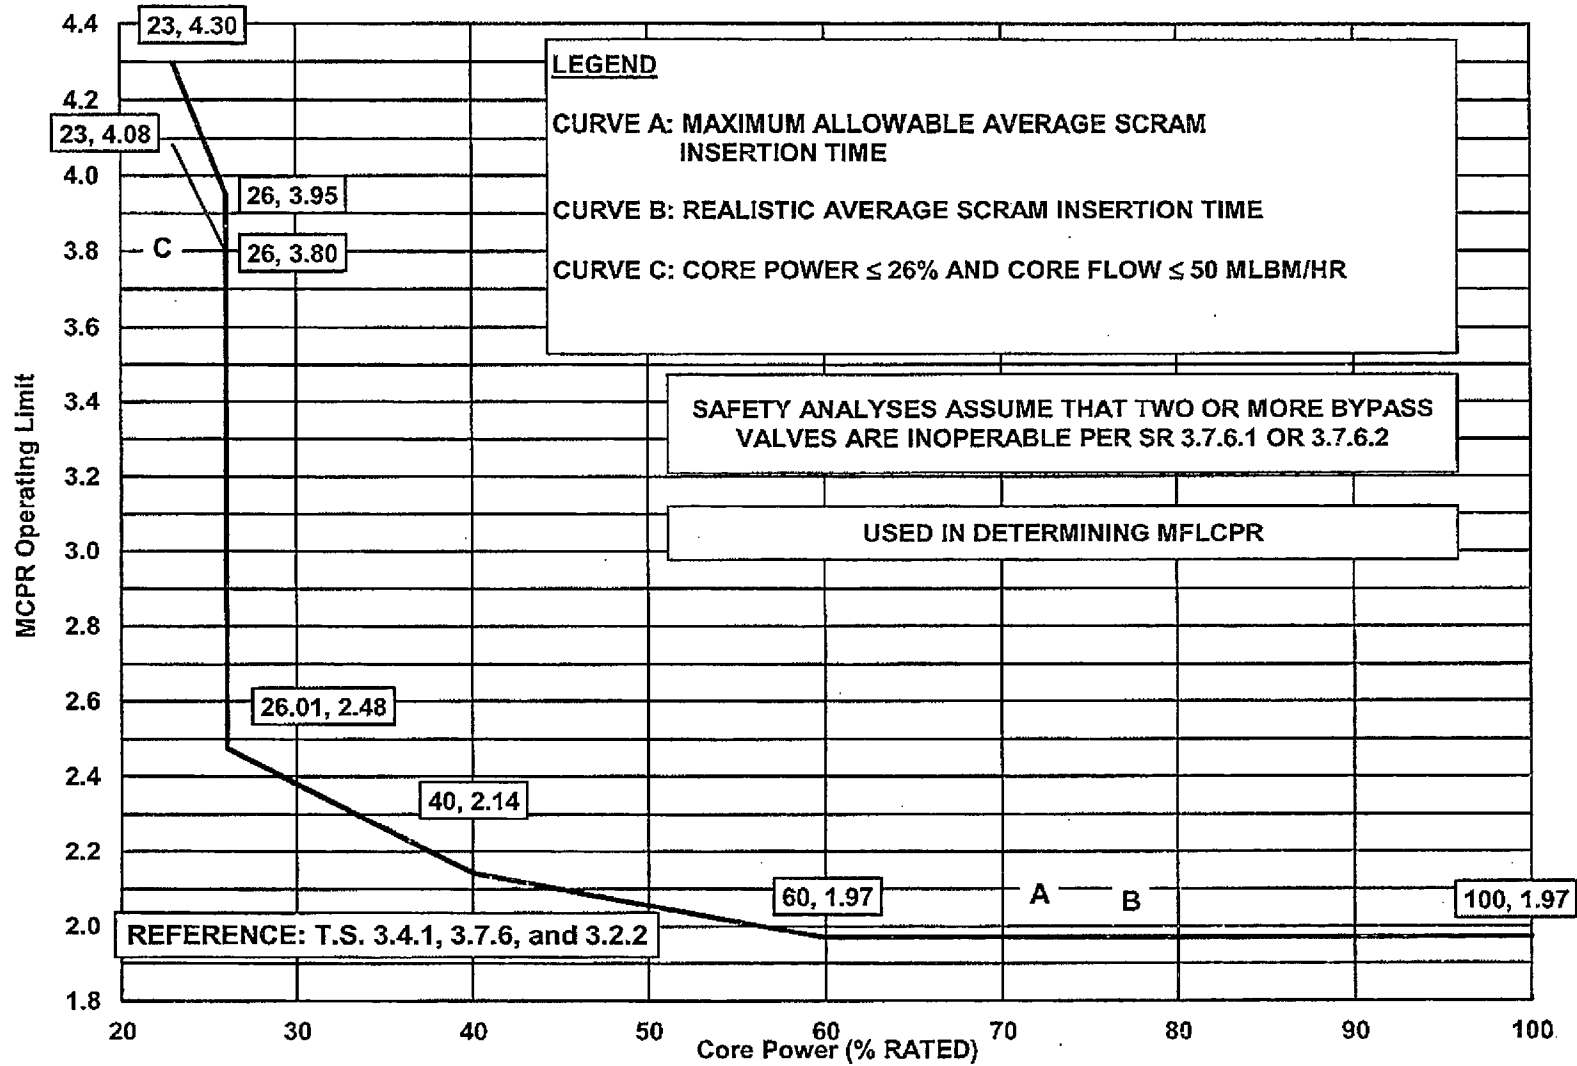 4.4
23, 4.30
LEGEND
4.2
CURVE A: MAXIMUM ALLOWABLE AVERAGE SCRAM
INSERTION TIME
23, 4.08
4.0
26, 3.95
CURVE B: REALISTIC AVERAGE SCRAM INSERTION TIME
3.8
C
26, 3.80
CURVE C: CORE POWER ≤ 26% AND CORE FLOW ≤ 50 MLBM/HR
3.6
3.4
SAFETY ANALYSES ASSUME THAT TWO OR MORE BYPASS
VALVES ARE INOPERABLE PER SR 3.7.6.1 OR 3.7.6.2
3.2
USED IN DETERMINING MFLCPR
3.0
MCPR Operating Limit
2.8
2.6
26.01, 2.48
2.4
40, 2.14
2.2
60, 1.97
A
B
100, 1.97
2.0
REFERENCE: T.S. 3.4.1, 3.7.6, and 3.2.2
1.8
20 30 40 50 60 70 80 90 100
Core Power (% RATED)